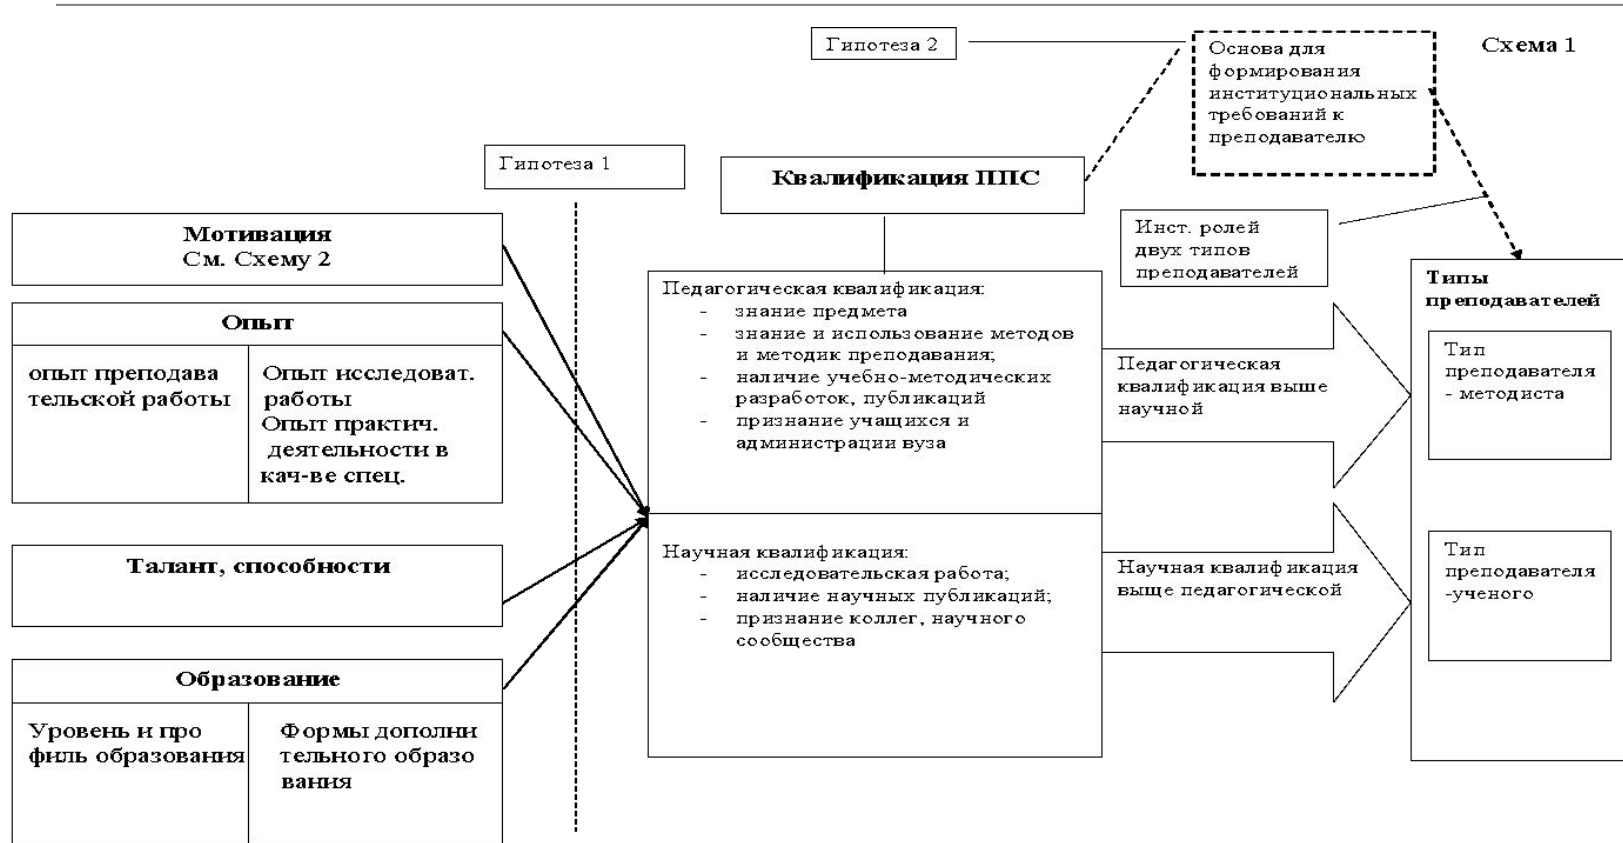 Гипотеза 2
Основа для
формирования
институциональных
требований к
преподавателю
Схема 1
Гипотеза 1
Квалификация ППС
Мотивация
См. Схему 2
Инст. ролей
двух типов
преподавателей
Опыт
опыт преподава
тельской работы
Опыт исследоват.
работы
Опыт практич.
деятельности в
кач-ве спец.
Талант, способности
Образование
Уровень и про
филь образования
Формы дополни
тельного образо
вания
Педагогическая квалификация:
- знание предмета
- знание и использование методов
и методик преподавания;
- наличие учебно-методических
разработок, публикаций
- признание учащихся и
администрации вуза
Научная квалификация:
- исследовательская работа;
- наличие научных публикаций;
- признание коллег, научного
сообщества
Педагогическая
квалификация выше
научной
Научная квалификация
выще педагогической
Типы
преподавателей
Тип
преподавателя
- методиста
Тип
преподавателя
-ученого